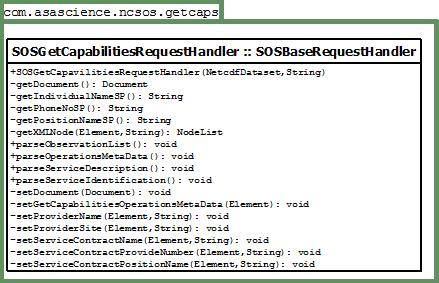 com.asascience.ncsos.getcaps
SOSGetCapabilitiesRequestHandler :: SOSBaseRequestHandler
+SOSGetCapavilitiesRequestHandler(NetcdfDataset,String)
-getDocument(): Document
-getIndividualNameSP(): String
-getPhoneNoSP(): String
-getPositionNameSP(): String
-getXMLNode(Element,String): NodeList
+parseObservationList(): void
+parseOperationsMetaData(): void
+parseServiceDescription(): void
+parseServiceIdentification(): void
-setDocument(Document): void
-setGetCapabilitiesOperationsMetaData(Element): void
-setProviderName(Element,String): void
-setProviderSite(Element,String): void
-setServiceContractName(Element,String): void
-setServiceContractProvideNumber(Element,String): void
-setServiceContractPositionName(Element,String): void